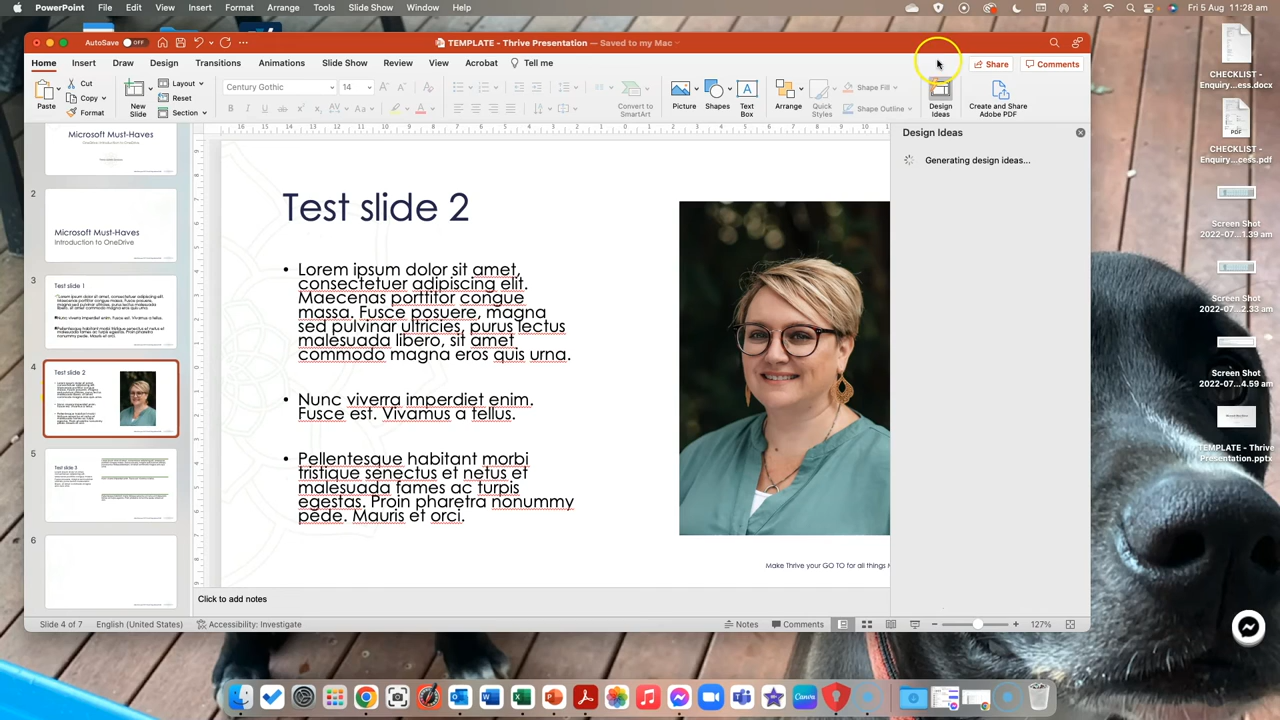 PowerPoint File Edit View Insert Format Arrange Tools Slide Show Window Help
Fri 5 Aug 11:28 am
AutoSave OFF
TEMPLATE - Thrive Presentation — Saved to my Mac
Home Insert Draw Design Transitions Animations Slide Show Review View Acrobat Tell me
Share Comments
Paste
Cut
Copy
Format
New Slide
Layout
Reset
Section
Century Gothic 14
Convert to SmartArt
Picture
Shapes
Text Box
Arrange
Quick Styles
Shape Fill
Shape Outline
Design Ideas
Create and Share Adobe PDF
Design Ideas
Generating design ideas...
Microsoft Must-Haves
2
Microsoft Must-Haves
Introduction to OneDrive
3
Test slide 1
4
Test slide 2
5
Test slide 3
6
Test slide 2
• Lorem ipsum dolor sit amet,
consectetuer adipiscing elit.
Maecenas porttitor congue
massa. Fusce posuere, magna
sed pulvinar ultricies, purus lectus
malesuada libero, sit amet
commodo magna eros quis urna.
• Nunc viverra imperdiet enim.
Fusce est. Vivamus a tellus.
• Pellentesque habitant morbi
tristique senectus et netus et
malesuada fames ac turpis
egestas. Proin pharetra nonummy
pede. Mauris et orci.
Make Thrive your GO TO for all things
Click to add notes
Slide 4 of 7 English (United States) Accessibility: Investigate
Notes Comments 127%
CHECKLIST -
Enquiry...ess.docx
PDF
CHECKLIST -
Enquiry...cess.pdf
Screen Shot
2022-07...1.39 am
Screen Shot
2022-07...2.33 am
Screen Shot
2022-07...4.59 am
TEMPLATE - Thrive
Presentation.pptx
Canva